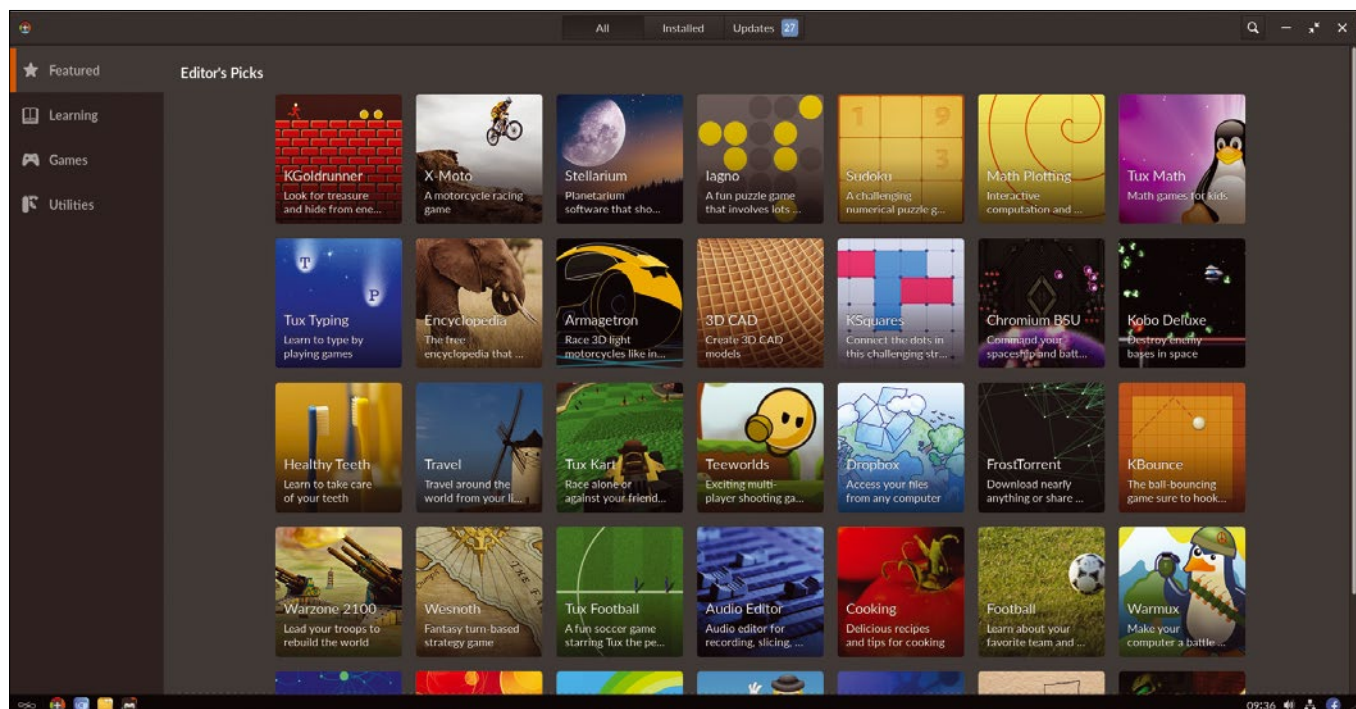 All
Installed
Updates 27
Featured
Learning
Games
Utilities
Editor's Picks
KGoldrunner
Look for treasure
and hide from ene...
X-Moto
A motorcycle racing
game
Stellarium
Planetarium
software that sho...
Iagno
A fun puzzle game
that involves lots ...
1
9
3
Sudoku
A challenging
numerical puzzle g...
Math Plotting
Interactive
computation and ...
Tux Math
Math games for kids
T
P
Tux Typing
Learn to type by
playing games
Encyclopedia
The free
encyclopedia that ...
Armagetron
Race 3D light
motorcycles like in...
3D CAD
Create 3D CAD
models
KSquares
Connect the dots in
this challenging str...
Chromium BSU
Command your
spaceship and batt...
Kobo Deluxe
Destroy enemy
bases in space
Healthy Teeth
Learn to take care
of your teeth
Travel
Travel around the
world from your li...
Tux Kart
Race alone or
against your friend...
Teeworlds
Exciting multi-
player shooting ga...
Dropbox
Access your files
from any computer
FrostTorrent
Download nearly
anything or share ...
KBounce
The ball-bouncing
game sure to hook...
Warzone 2100
Lead your troops to
rebuild the world
THE
Wesnoth
Fantasy turn-based
strategy game
Tux Football
A fun soccer game
starring Tux the pe...
Audio Editor
Audio editor for
recording, slicing, ...
Cooking
Delicious recipes
and tips for cooking
Football
Learn about your
favorite team and ...
Warmux
Make your
computer a battle ...
09:36